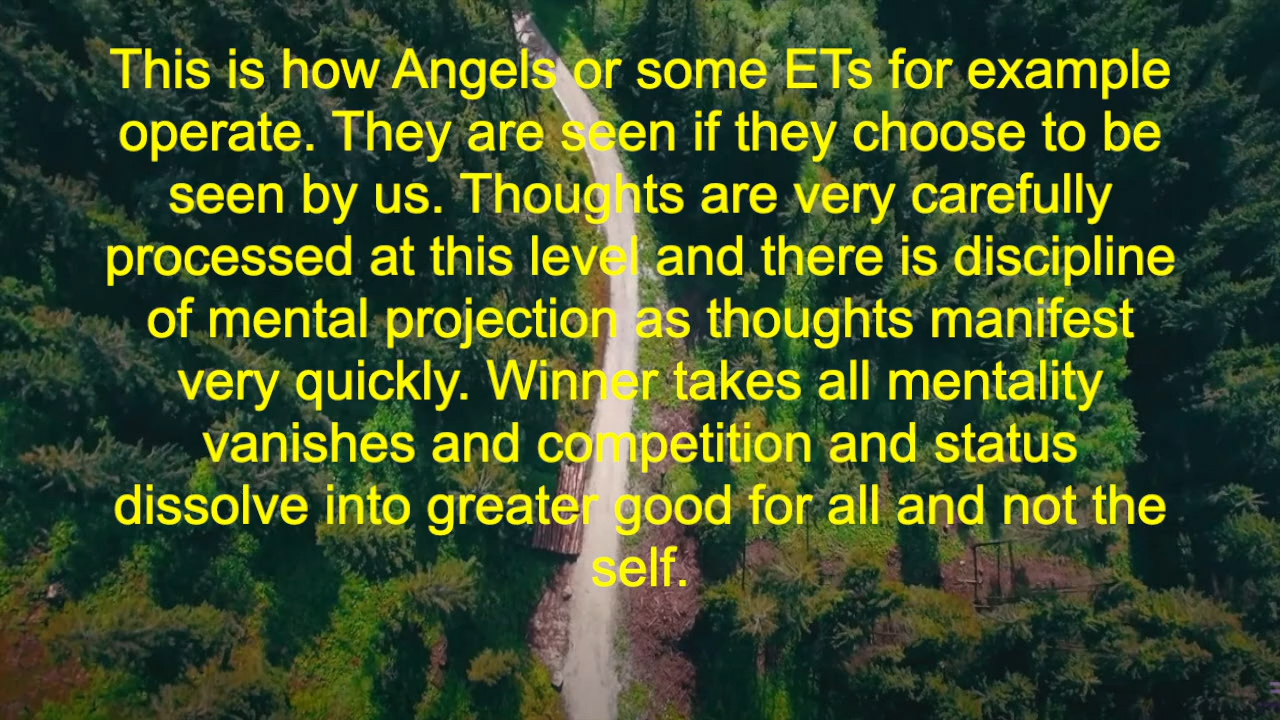 This is how Angels or some ETs for example
operate. They are seen if they choose to be
seen by us. Thoughts are very carefully
processed at this level and there is discipline
of mental projection as thoughts manifest
very quickly. Winner takes all mentality
vanishes and competition and status
dissolve into greater good for all and not the
self.